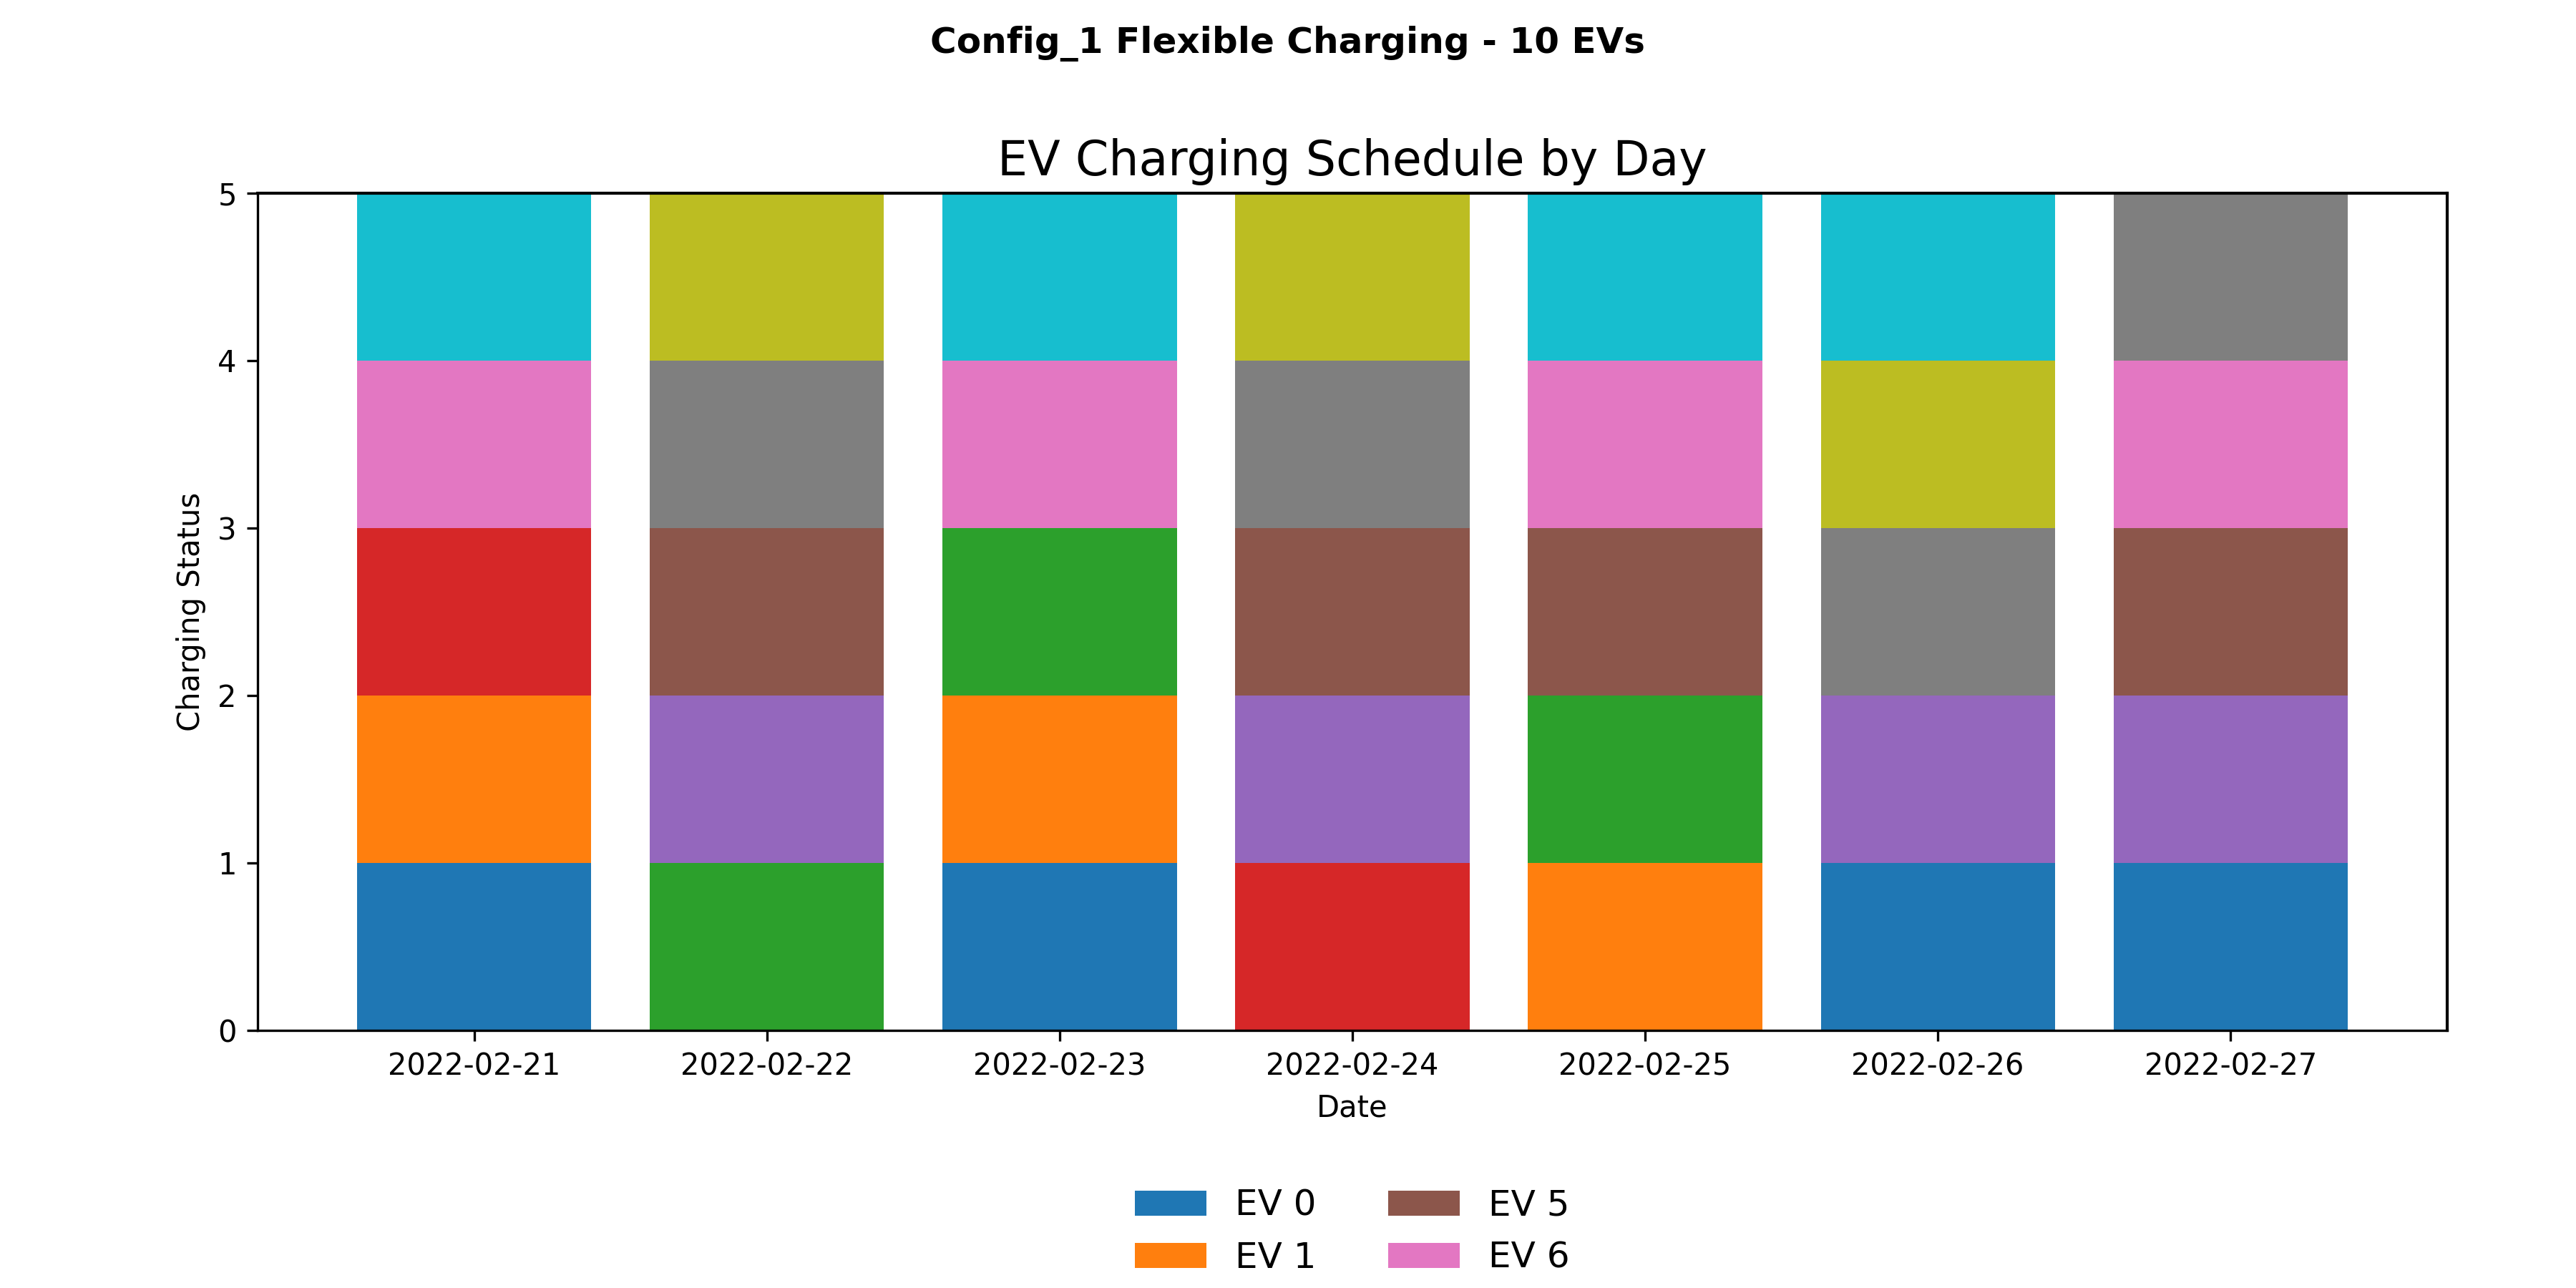 Config_1 Flexible Charging - 10 EVs
EV Charging Schedule by Day
5
4
3
2
1
0
Charging Status
2022-02-21 2022-02-22 2022-02-23 2022-02-24 2022-02-25 2022-02-26 2022-02-27
Date
EV 0 EV 5
EV 1 EV 6